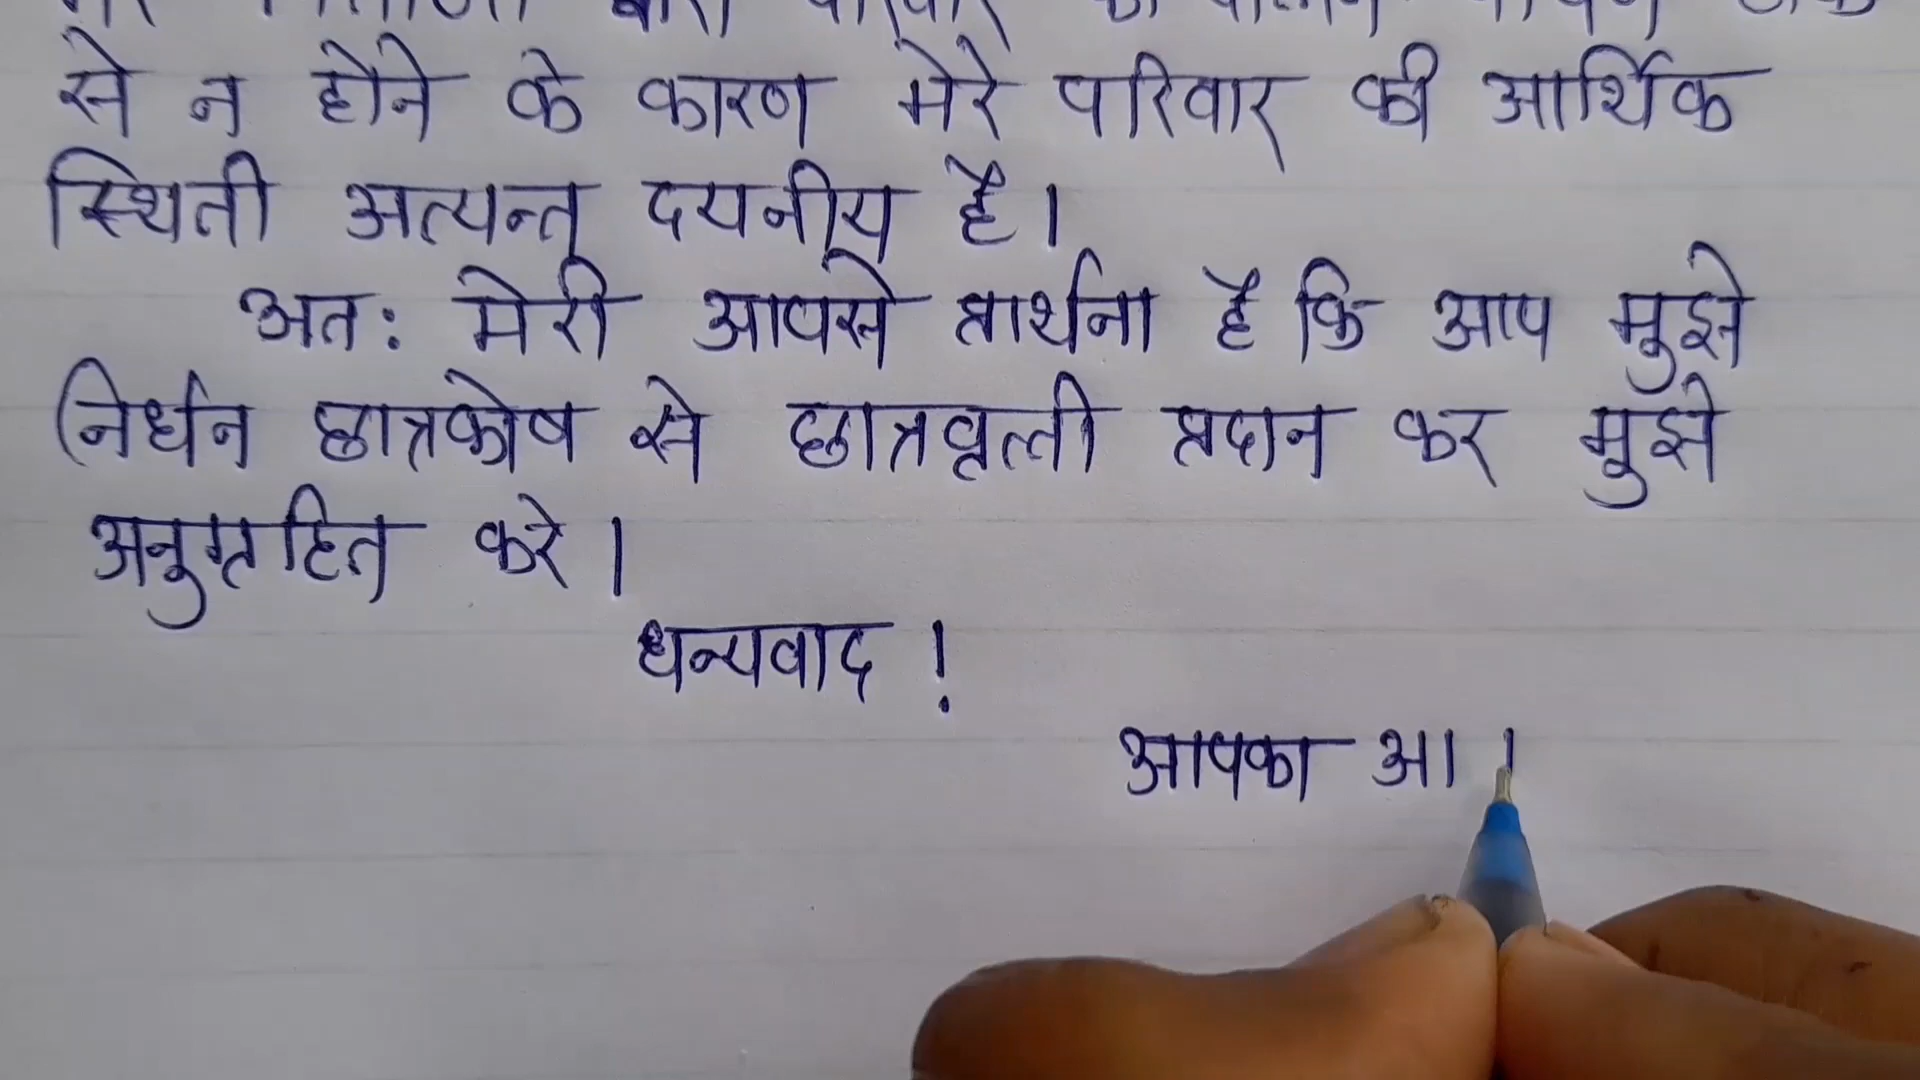 से न होने के कारण मेरे परिवार की आर्थिक
स्थिती अत्यन्त दयनीय है।
अत: मेरी आपसे प्रार्थना है कि आप मुझे
निर्धन छात्रकोष से छात्रवृत्ती प्रदान कर मुझे
अनुग्रहित करे।
धन्यवाद !
आपका आ